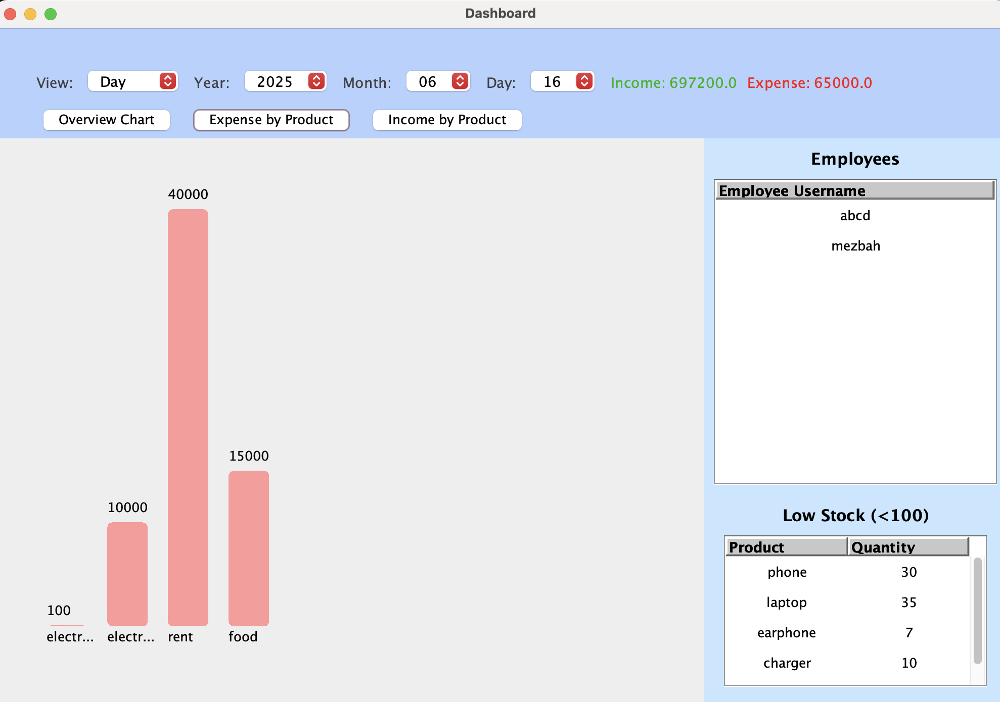 Dashboard
View: Day Year: 2025 Month: 06 Day: 16 Income: 697200.0 Expense: 65000.0
Overview Chart Expense by Product Income by Product
40000
15000
10000
100
electr... electr... rent food
Employees
Employee Username
abcd
mezbah
Low Stock (<100)
Product Quantity
phone 30
laptop 35
earphone 7
charger 10